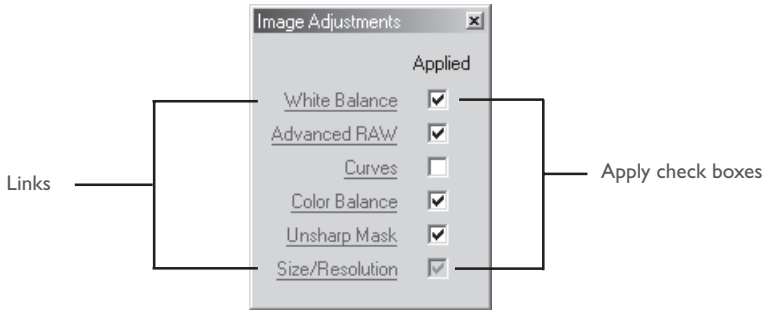 Image Adjustments
Applied
White Balance
Advanced RAW
Curves
Color Balance
Unsharp Mask
Size/Resolution
Links
Apply check boxes